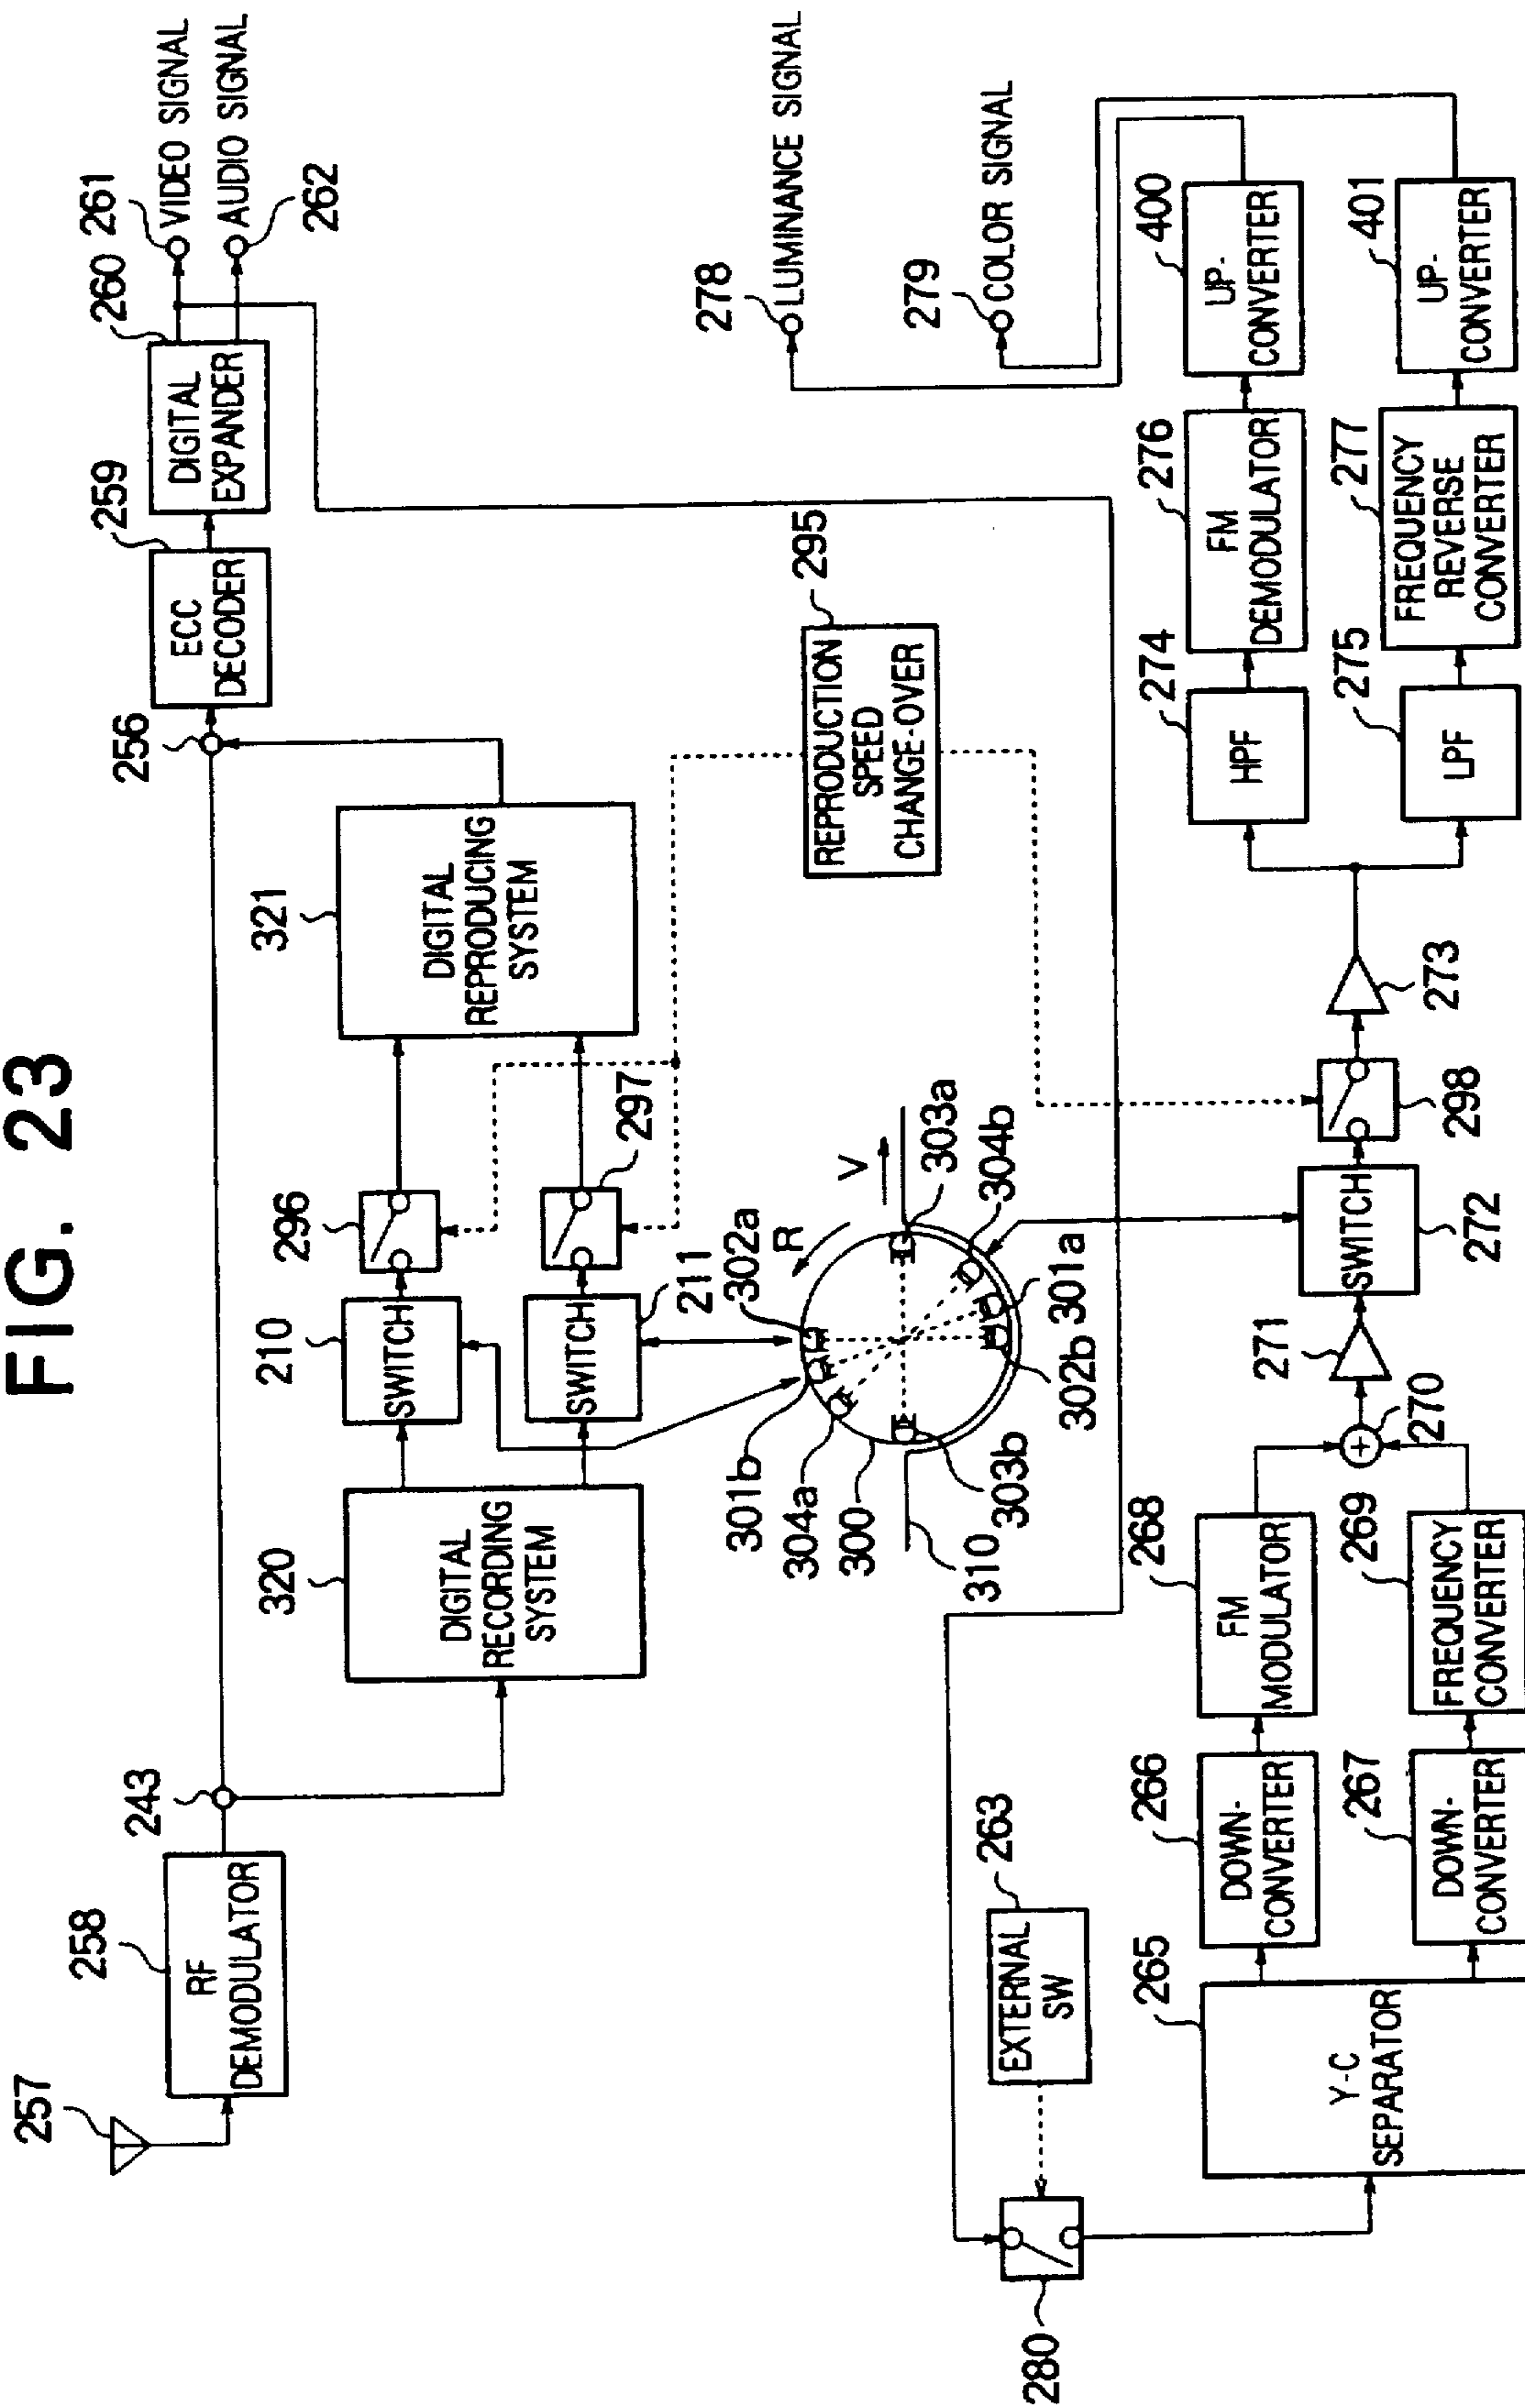 FIG. 23
257
258
RF
DEMODULATOR
243
256
259
ECC
DECODER
260
DIGITAL
EXPANDER
261
VIDEO SIGNAL
AUDIO SIGNAL
262
320
DIGITAL
RECORDING
SYSTEM
210
SWITCH
296
321
DIGITAL
REPRODUCING
SYSTEM
SWITCH
211
297
301b
304a
300
310
302a
R
V
303a
304b
301a
302b
303b
295
REPRODUCTION
SPEED
CHANGE-OVER
278
LUMINANCE SIGNAL
279
COLOR SIGNAL
280
EXTERNAL
SW
263
265
Y-C
SEPARATOR
266
DOWN-
CONVERTER
267
DOWN-
CONVERTER
268
FM
MODULATOR
269
FREQUENCY
CONVERTER
+
270
271
SWITCH
272
298
273
274
HPF
275
LPF
276
FM
DEMODULATOR
277
FREQUENCY
REVERSE
CONVERTER
400
UP-
CONVERTER
401
UP-
CONVERTER